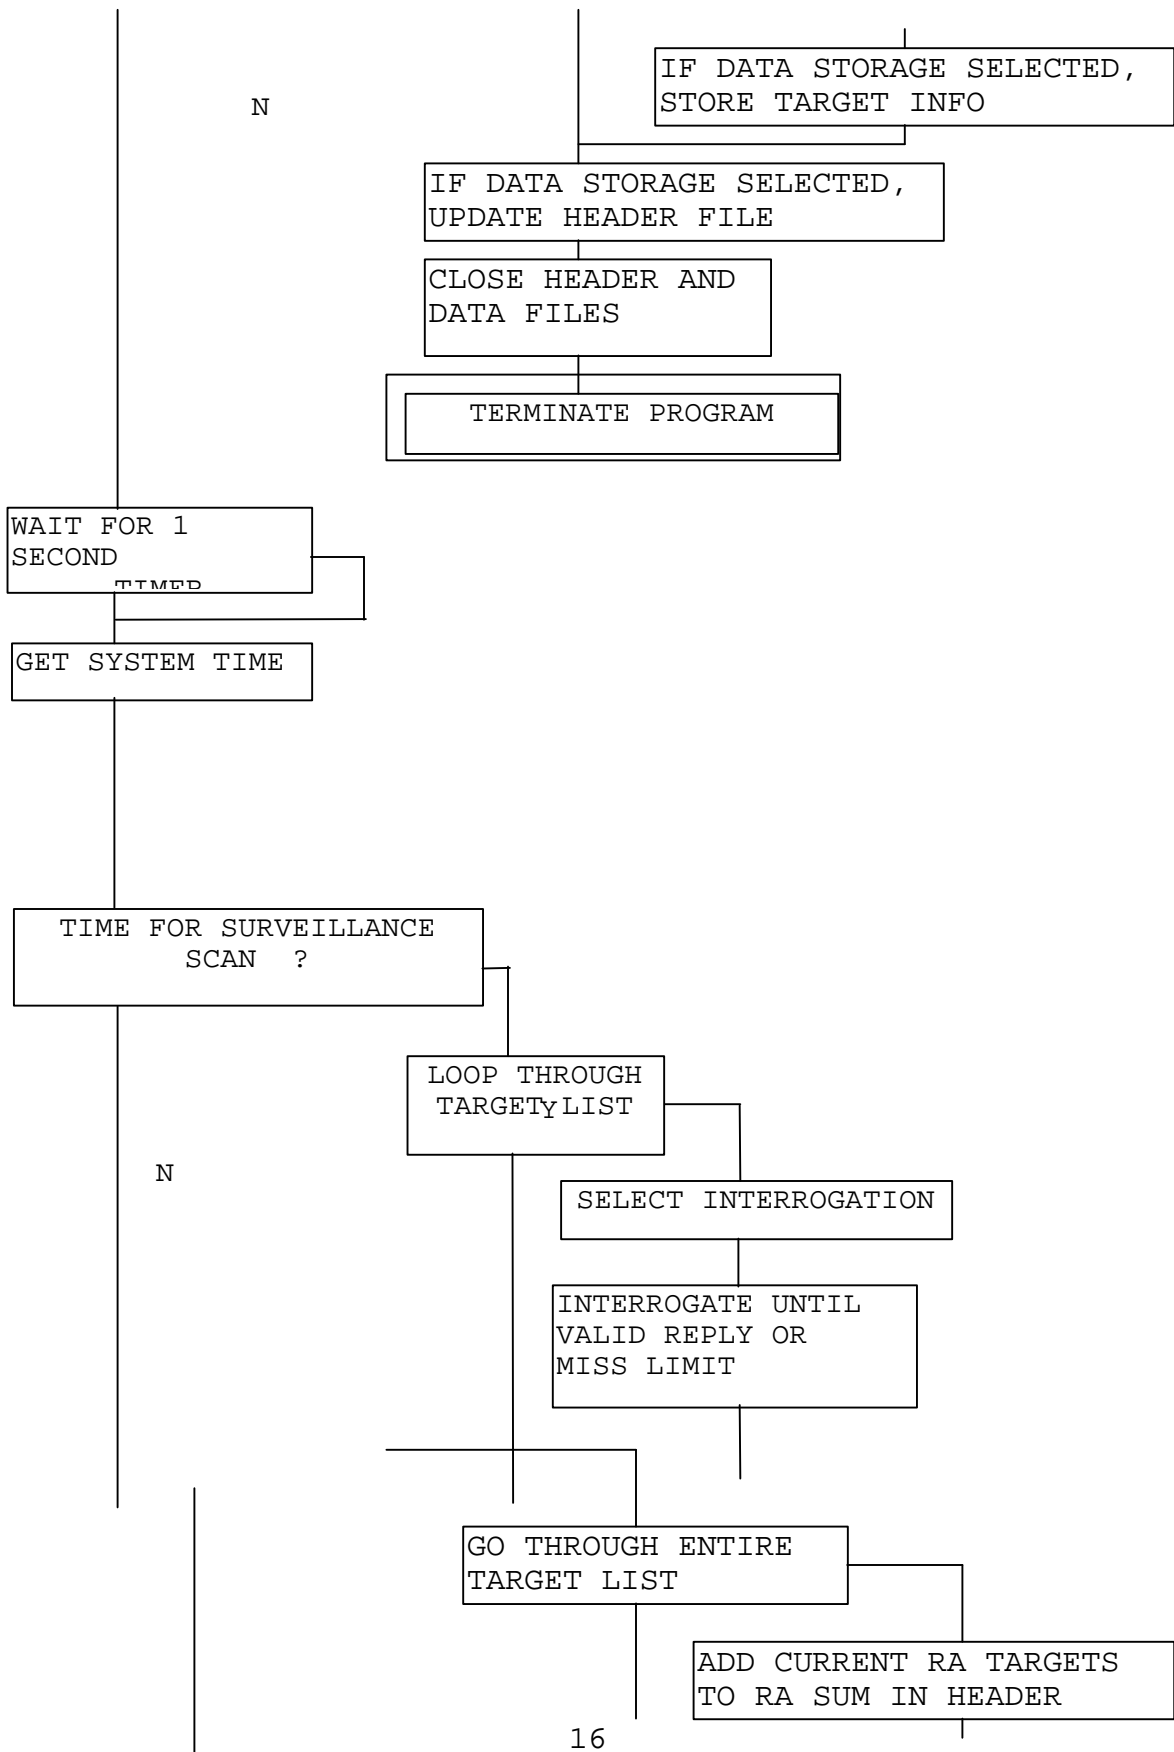 IF DATA STORAGE SELECTED,
STORE TARGET INFO
N
IF DATA STORAGE SELECTED,
UPDATE HEADER FILE
CLOSE HEADER AND
DATA FILES
TERMINATE PROGRAM
WAIT FOR 1
SECOND
TIMER
GET SYSTEM TIME
TIME FOR SURVEILLANCE
SCAN ?
LOOP THROUGH
TARGET LIST
Y
N
SELECT INTERROGATION
INTERROGATE UNTIL
VALID REPLY OR
MISS LIMIT
GO THROUGH ENTIRE
TARGET LIST
ADD CURRENT RA TARGETS
TO RA SUM IN HEADER
16